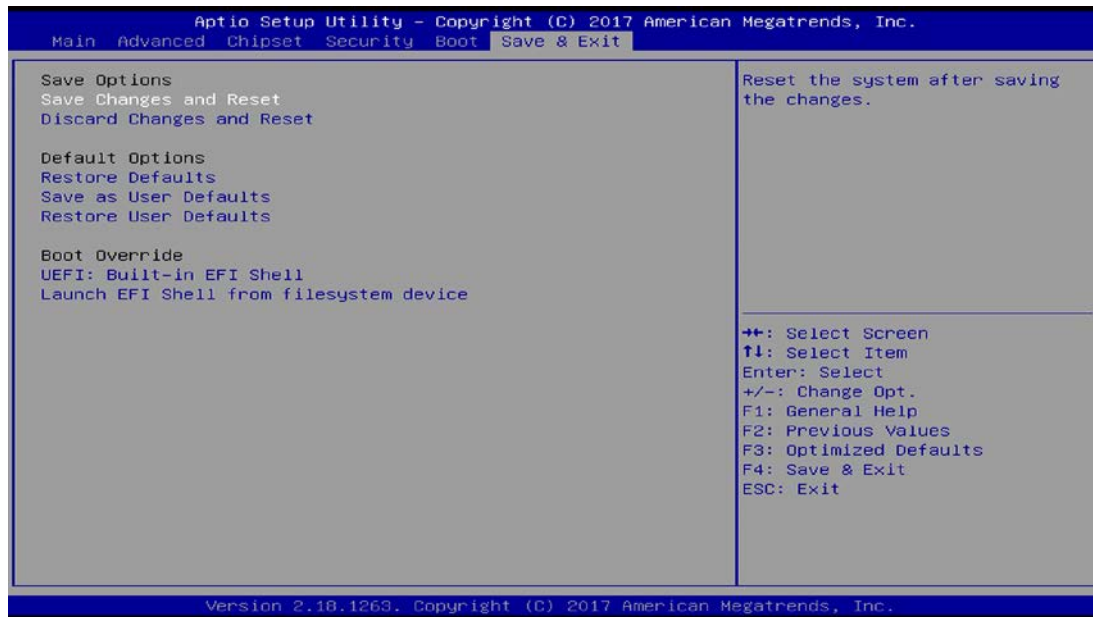 Aptio Setup Utility – Copyright (C) 2017 American Megatrends, Inc.
Main Advanced Chipset Security Boot Save & Exit
Save Options
Save Changes and Reset
Discard Changes and Reset
Default Options
Restore Defaults
Save as User Defaults
Restore User Defaults
Boot Override
UEFI: Built-in EFI Shell
Launch EFI Shell from filesystem device
Reset the system after saving
the changes.
→←: Select Screen
↑↓: Select Item
Enter: Select
+/-: Change Opt.
F1: General Help
F2: Previous Values
F3: Optimized Defaults
F4: Save & Exit
ESC: Exit
Version 2.18.1263. Copyright (C) 2017 American Megatrends, Inc.